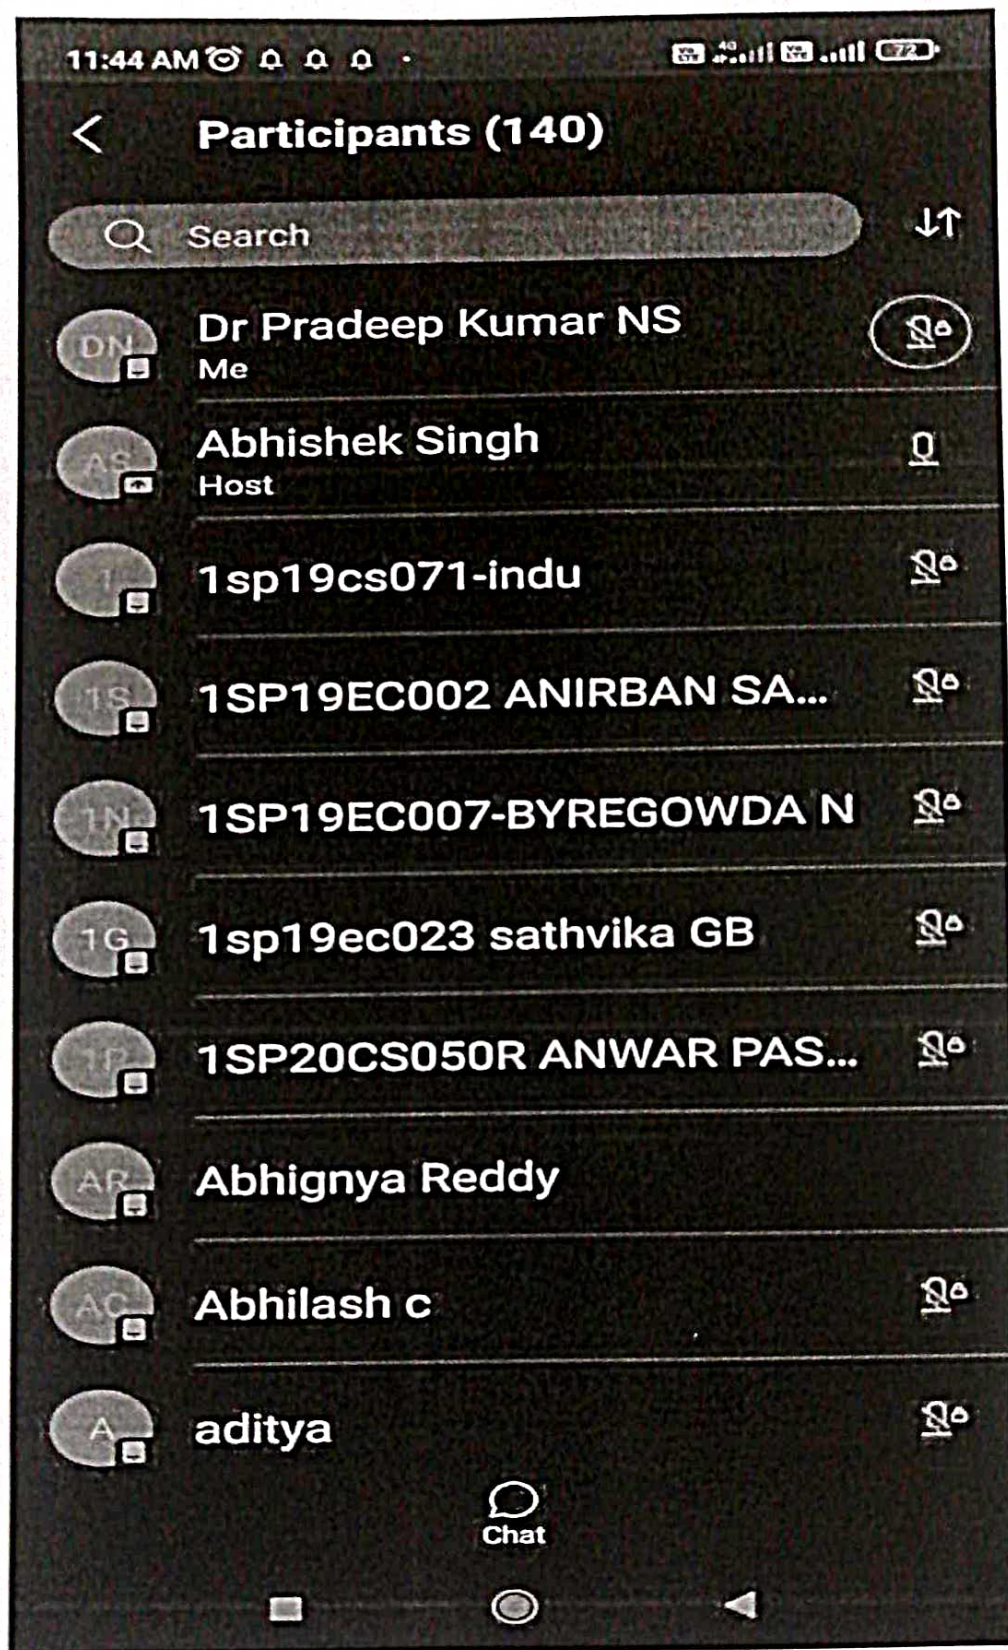 11:44 AM
72
Participants (140)
Search
DN
Dr Pradeep Kumar NS
Me
AS
Abhishek Singh
Host
1
1sp19cs071-indu
1S
1SP19EC002 ANIRBAN SA...
1N
1SP19EC007-BYREGOWDA N
1G
1sp19ec023 sathvika GB
1P
1SP20CS050R ANWAR PAS...
AR
Abhignya Reddy
AC
Abhilash c
A
aditya
Chat